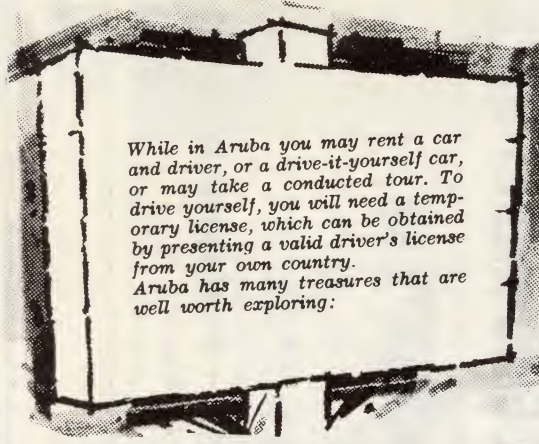 While in Aruba you may rent a car
and driver, or a drive-it-yourself car,
or may take a conducted tour. To
drive yourself, you will need a temp-
orary license, which can be obtained
by presenting a valid driver's license
from your own country.
Aruba has many treasures that are
well worth exploring: